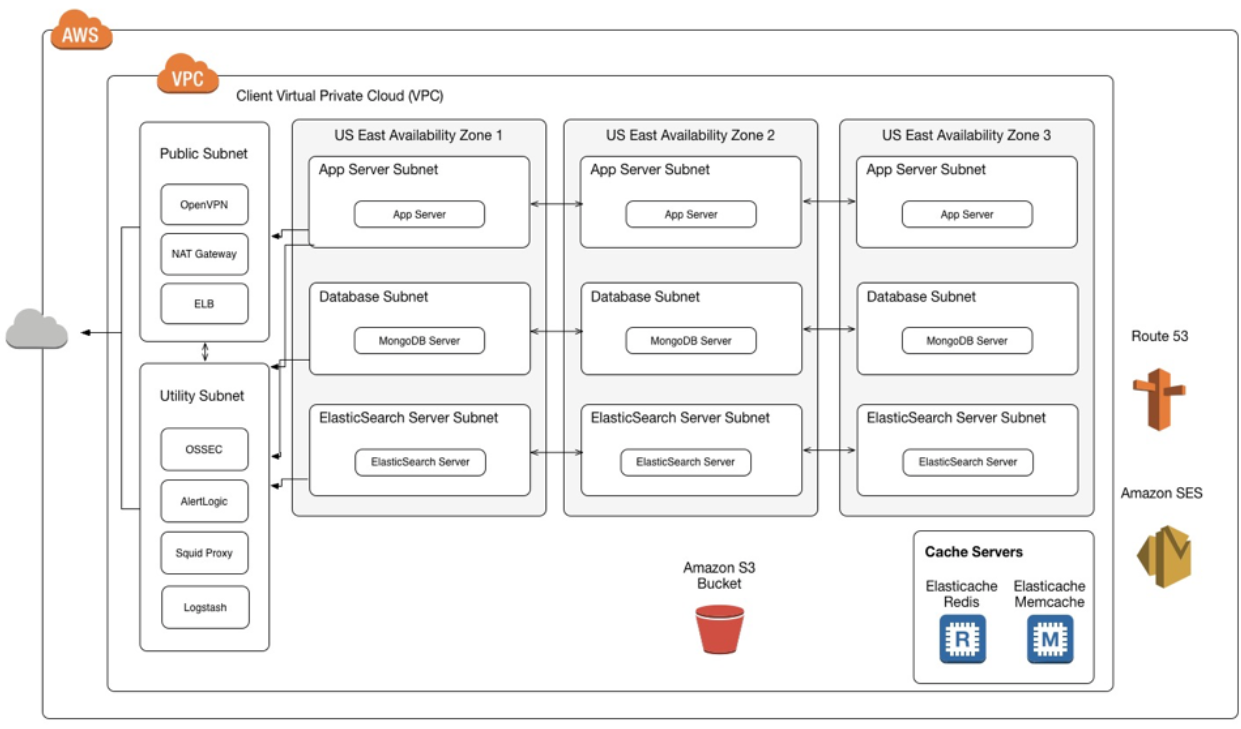 AWS
VPC
Client Virtual Private Cloud (VPC)
Public Subnet
OpenVPN
NAT Gateway
ELB
Utility Subnet
OSSEC
AlertLogic
Squid Proxy
Logstash
US East Availability Zone 1
App Server Subnet
App Server
Database Subnet
MongoDB Server
ElasticSearch Server Subnet
ElasticSearch Server
US East Availability Zone 2
App Server Subnet
App Server
Database Subnet
MongoDB Server
ElasticSearch Server Subnet
ElasticSearch Server
US East Availability Zone 3
App Server Subnet
App Server
Database Subnet
MongoDB Server
ElasticSearch Server Subnet
ElasticSearch Server
Amazon S3
Bucket
Cache Servers
Elasticache
Redis
R
Elasticache
Memcache
M
Route 53
Amazon SES